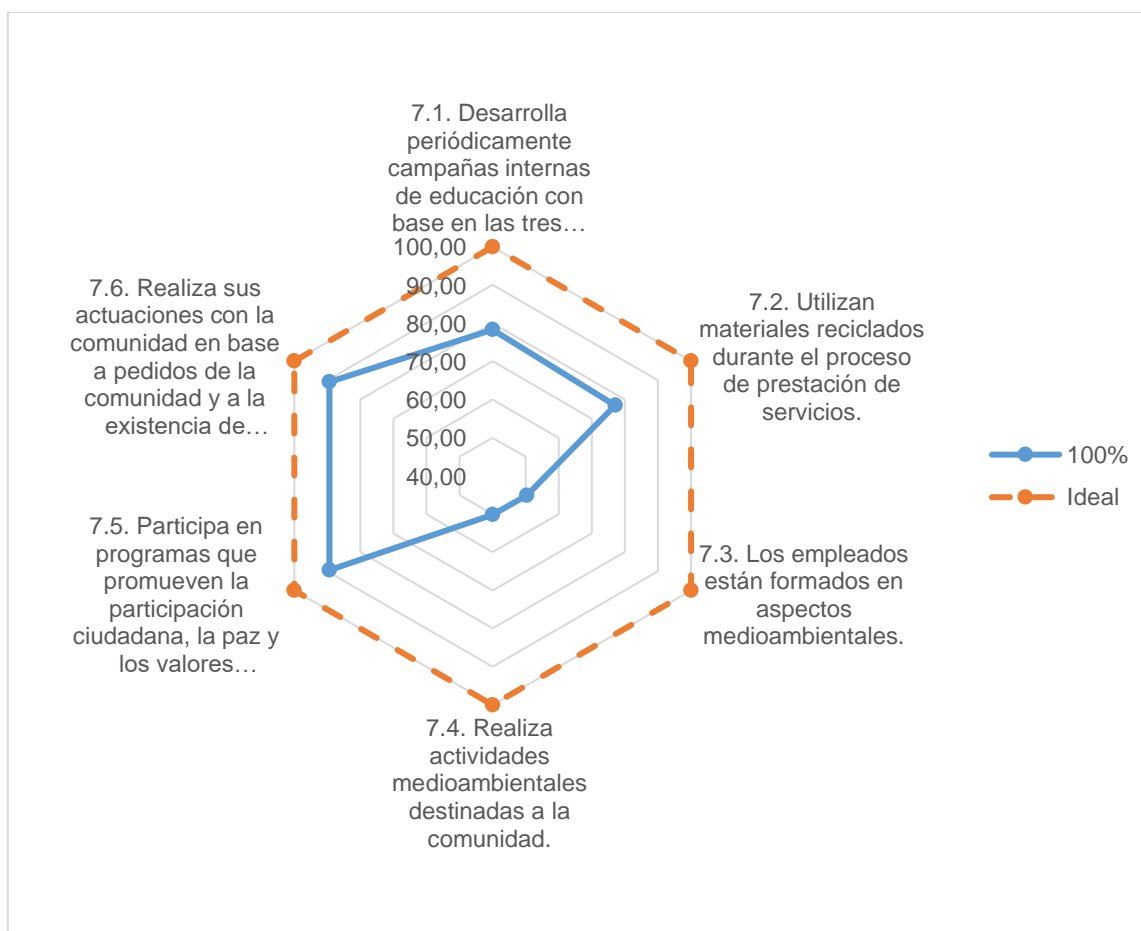 7.1. Desarrolla
periódicamente
campañas internas
de educación con
base en las tres…
100,00
90,00
80,00
70,00
60,00
50,00
40,00
7.2. Utilizan
materiales reciclados
durante el proceso
de prestación de
servicios.
7.3. Los empleados
están formados en
aspectos
medioambientales.
7.4. Realiza
actividades
medioambientales
destinadas a la
comunidad.
7.5. Participa en
programas que
promueven la
participación
ciudadana, la paz y
los valores…
7.6. Realiza sus
actuaciones con la
comunidad en base
a pedidos de la
comunidad y a la
existencia de…
100%
Ideal